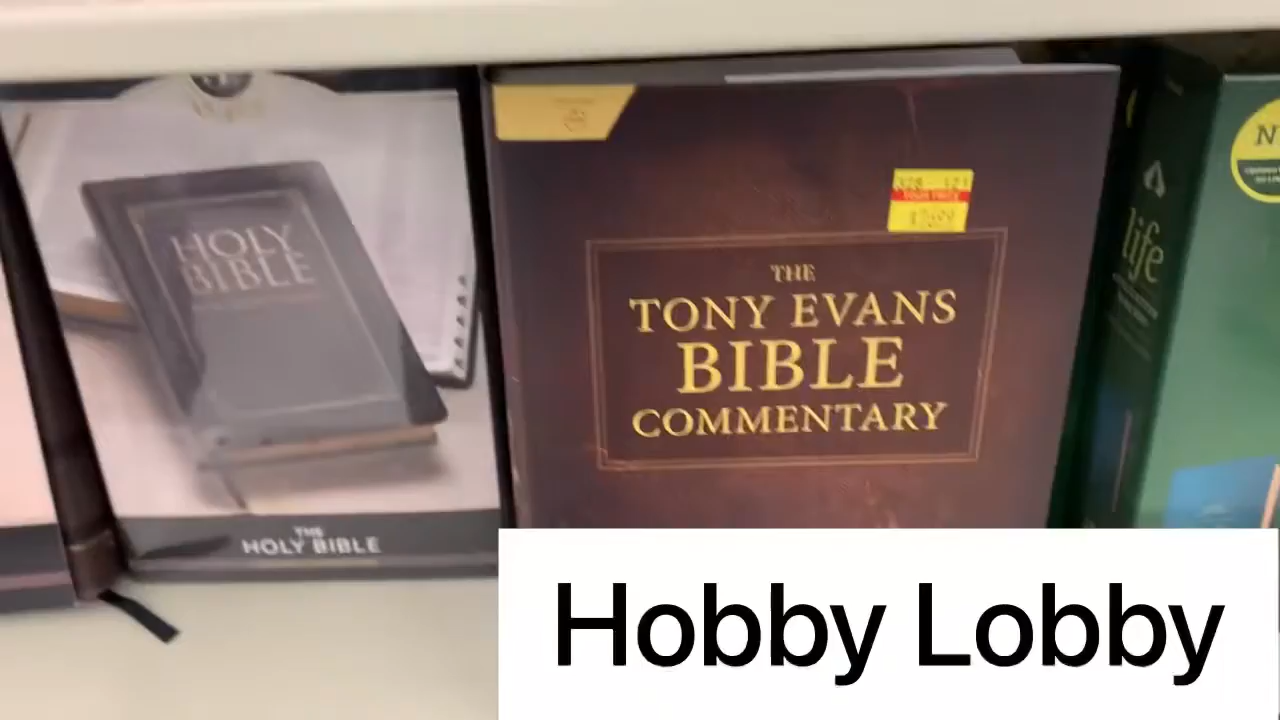 HOLY
BIBLE
THE
HOLY BIBLE
THE
TONY EVANS
BIBLE
COMMENTARY
life
Hobby Lobby